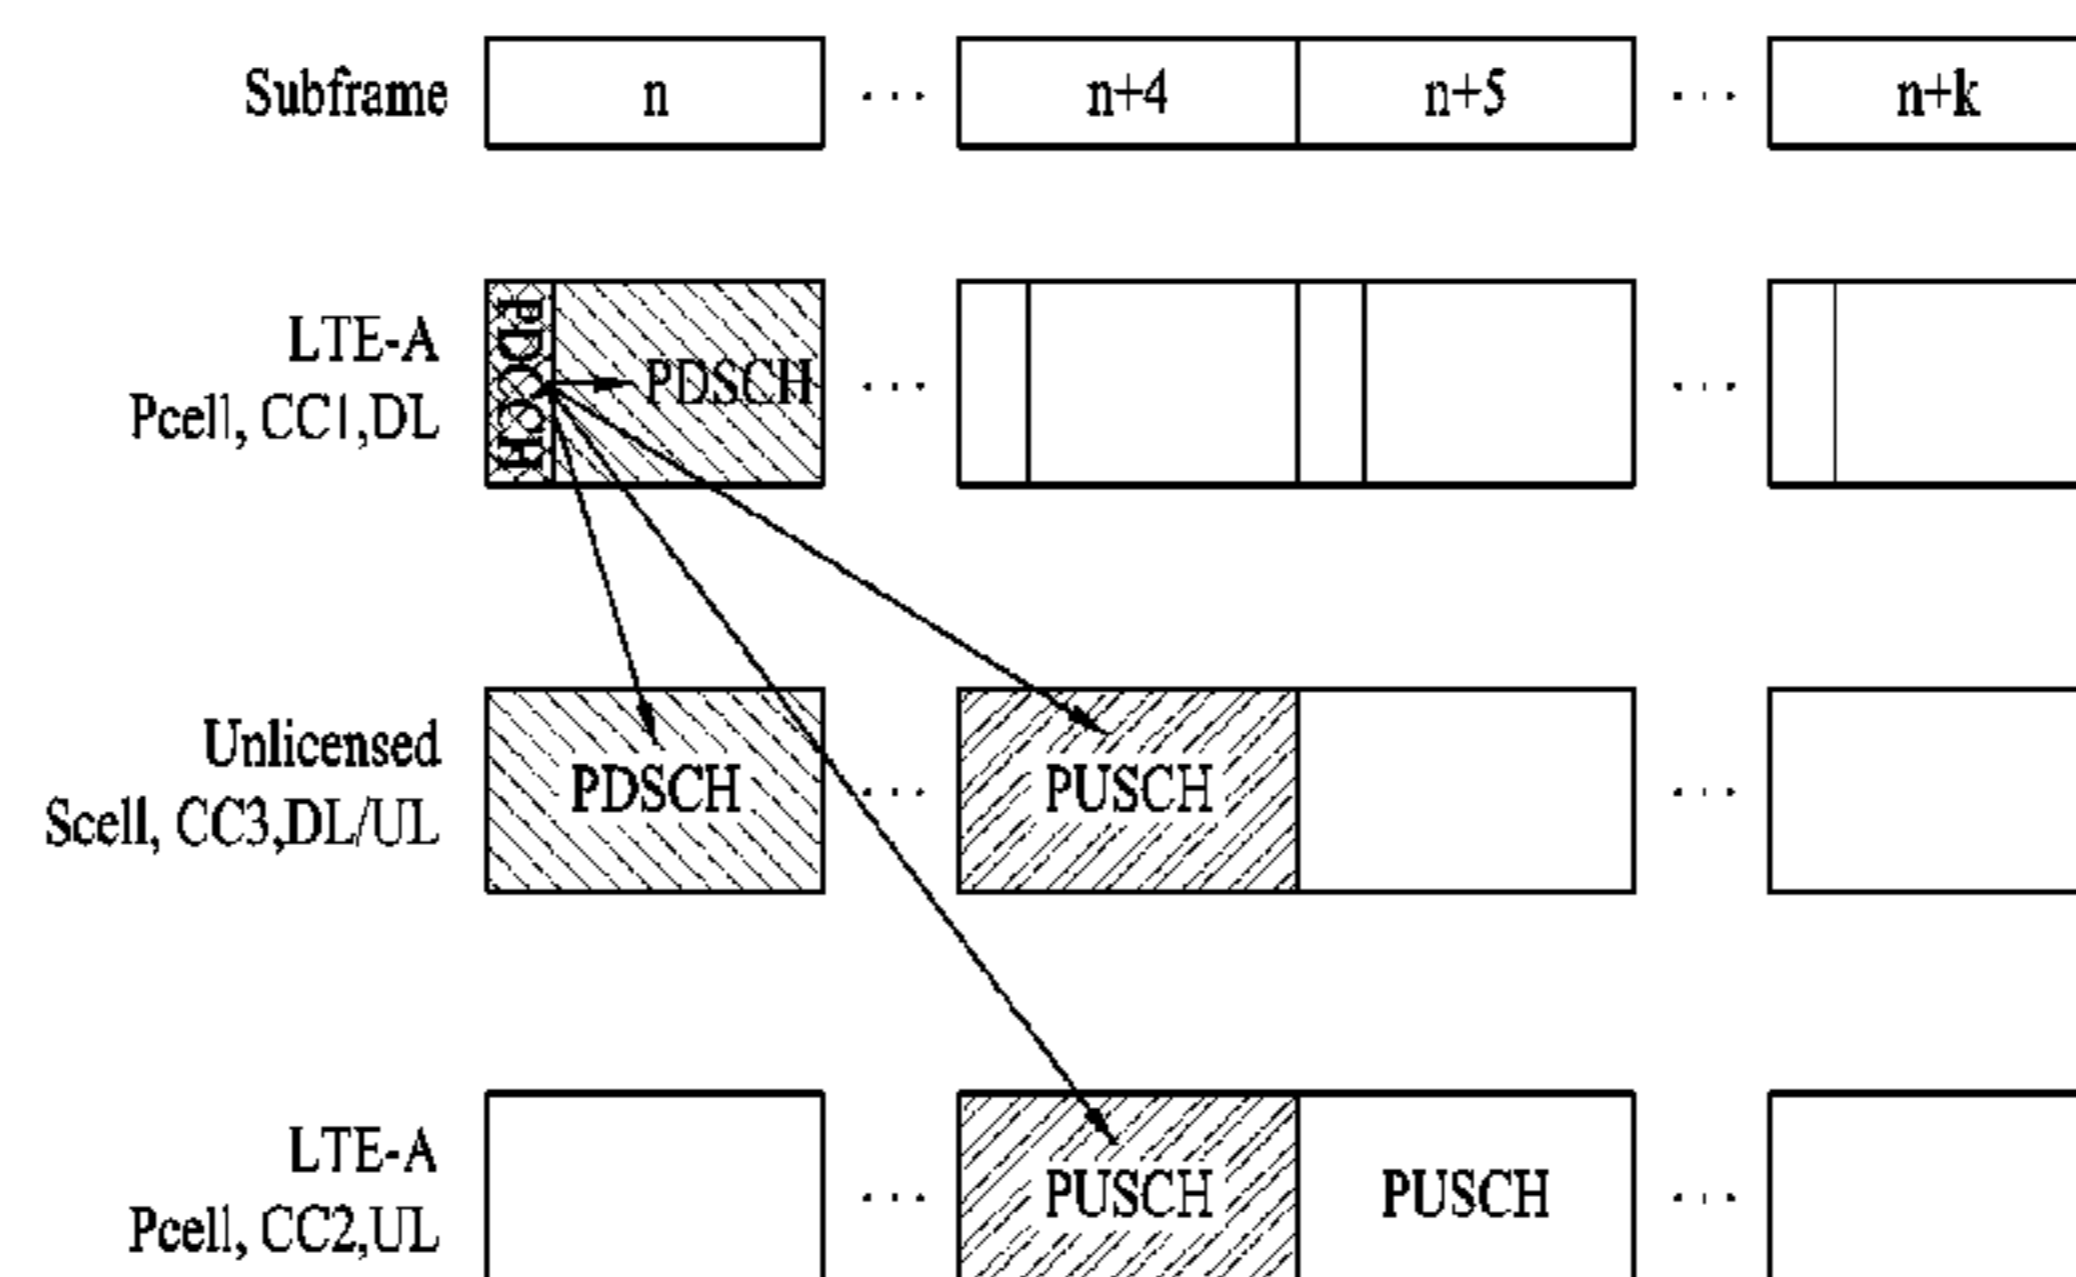 Subframe n ... n+4 n+5 ... n+k
LTE-A
Pcell, CC1,DL
PDCCH
PDSCH
... ...
Unlicensed
Scell, CC3,DL/UL
PDSCH ... PUSCH ...
LTE-A
Pcell, CC2,UL
... PUSCH PUSCH ...